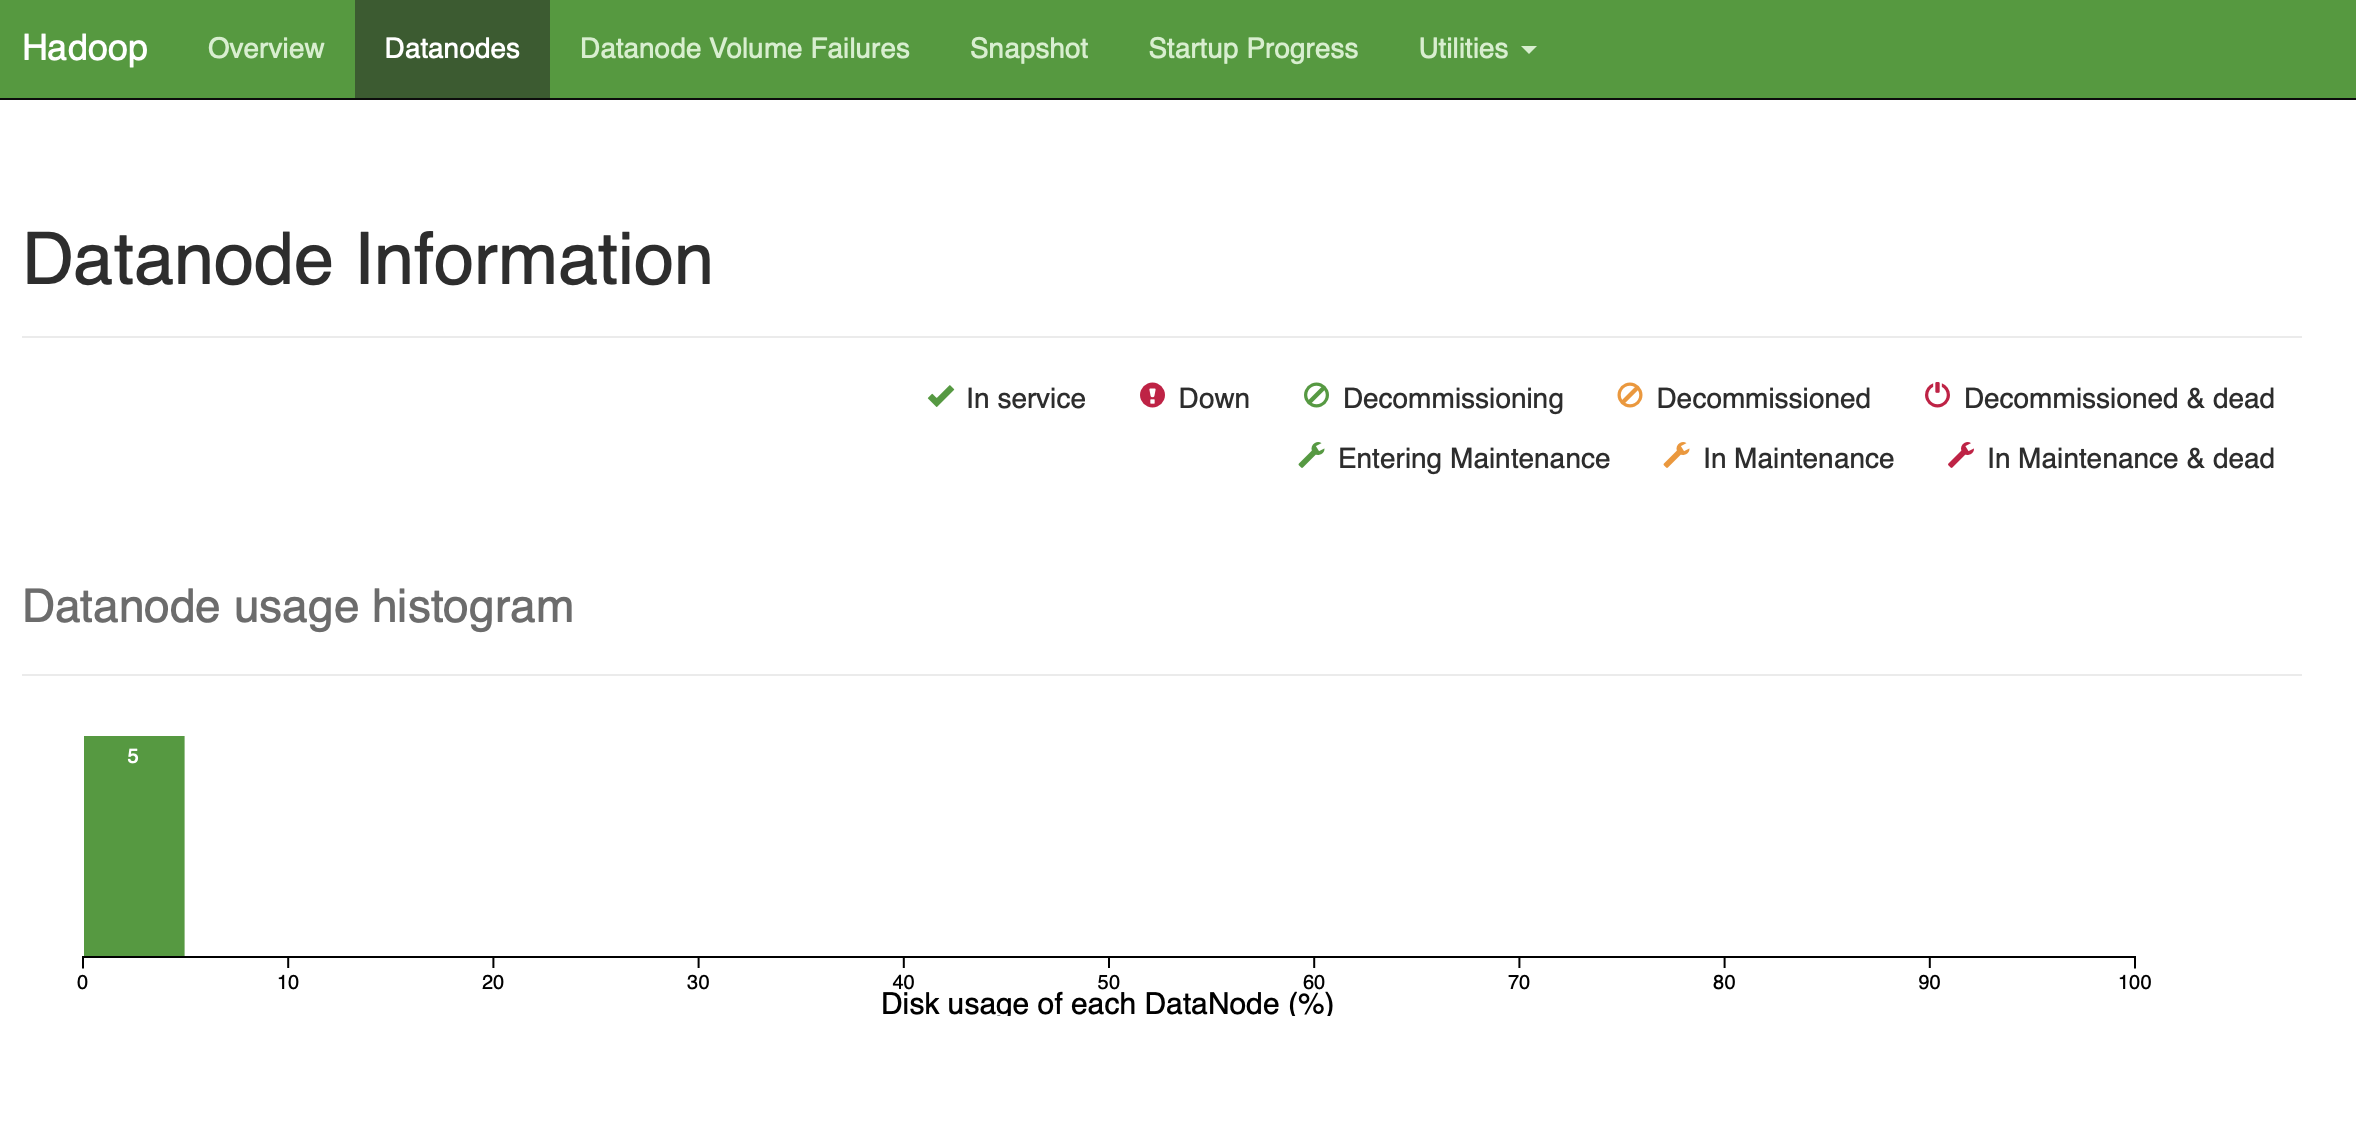 Hadoop Overview Datanodes Datanode Volume Failures Snapshot Startup Progress Utilities
Datanode Information
In service Down Decommissioning Decommissioned Decommissioned & dead
Entering Maintenance In Maintenance In Maintenance & dead
Datanode usage histogram
5
0 10 20 30 40 50 60 70 80 90 100
Disk usage of each DataNode (%)